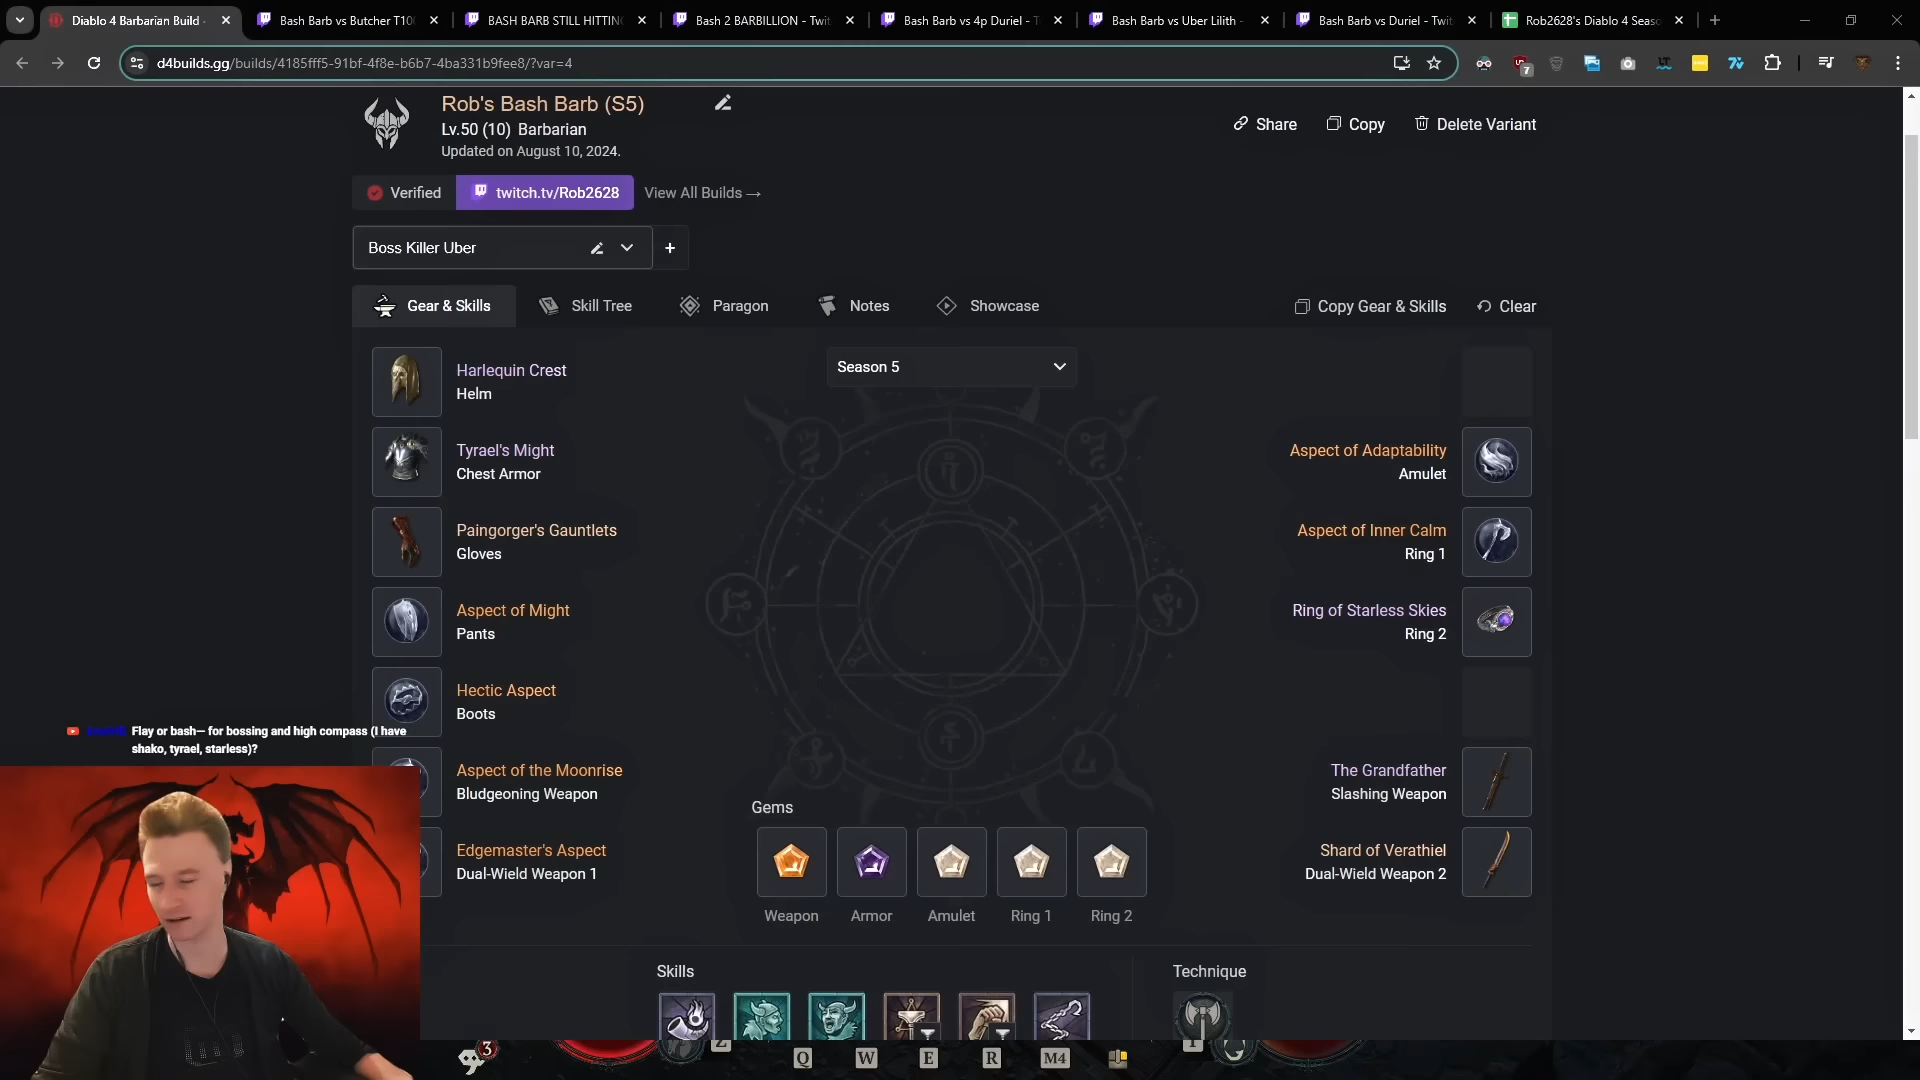 Diablo 4 Barbarian Build -
Bash Barb vs Butcher T10
BASH BARB STILL HITTIN
Bash 2 BARBILLION - Twit
Bash Barb vs 4p Duriel - T
Bash Barb vs Uber Lilith -
Bash Barb vs Duriel - Twit
Rob2628's Diablo 4 Seas
d4builds.gg/builds/4185fff5-91bf-4f8e-b6b7-4ba331b9fee8/?var=4
7
Rob's Bash Barb (S5)
Lv.50 (10) Barbarian
Updated on August 10, 2024.
Share
Copy
Delete Variant
Verified
twitch.tv/Rob2628
View All Builds →
Boss Killer Uber
+
Gear & Skills
Skill Tree
Paragon
Notes
Showcase
Copy Gear & Skills
Clear
Season 5
Harlequin Crest
Helm
Tyrael's Might
Chest Armor
Aspect of Adaptability
Amulet
Paingorger's Gauntlets
Gloves
Aspect of Inner Calm
Ring 1
Aspect of Might
Pants
Ring of Starless Skies
Ring 2
Hectic Aspect
Boots
Flay or bash— for bossing and high compass (I have
shako, tyrael, starless)?
Aspect of the Moonrise
Bludgeoning Weapon
The Grandfather
Slashing Weapon
Gems
Edgemaster's Aspect
Dual-Wield Weapon 1
Shard of Verathiel
Dual-Wield Weapon 2
Weapon
Armor
Amulet
Ring 1
Ring 2
Skills
Technique
3
Z
Q
W
E
R
M4
T